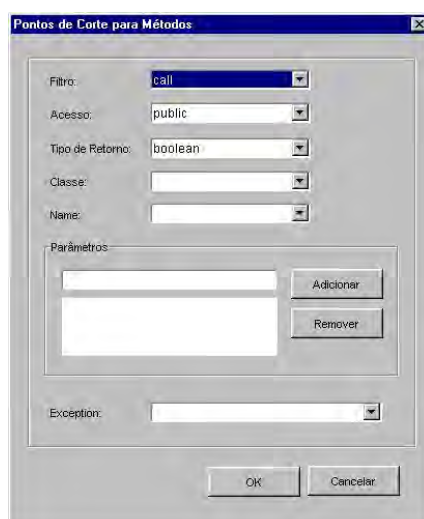 Pontos de Corte para Métodos
Filtro: call
Acesso: public
Tipo de Retorno: boolean
Classe:
Name:
Parâmetros
Adicionar
Remover
Exception:
OK Cancelar